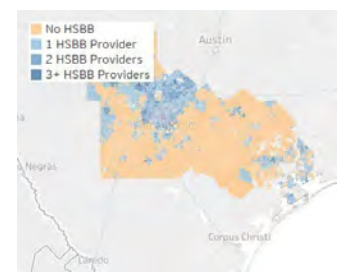 No HSBB
1 HSBB Provider
2 HSBB Providers
3+ HSBB Providers
Austin
Negras
Corpus Christi
Laredo